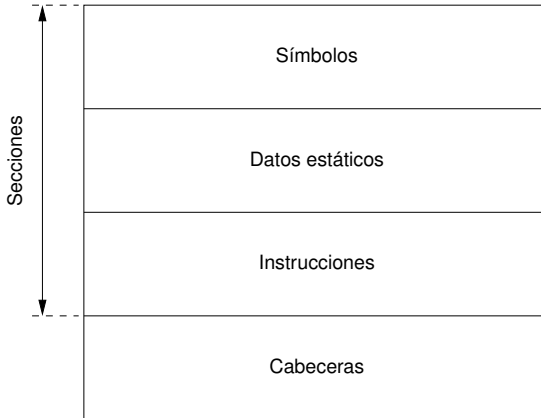 Símbolos
Datos estáticos
Secciones
Instrucciones
Cabeceras